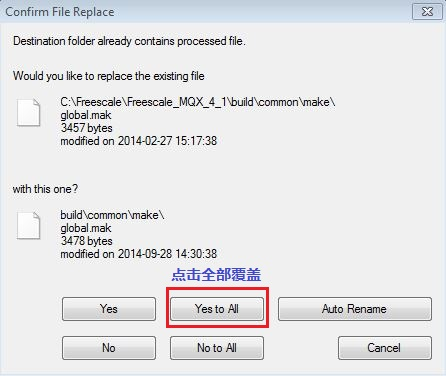 Confirm File Replace
Destination folder already contains processed file.
Would you like to replace the existing file
C:\Freescale\Freescale_MQX_4_1\build\common\make\
global.mak
3457 bytes
modified on 2014-02-27 15:17:38
with this one?
build\common\make\
global.mak
3478 bytes
modified on 2014-09-28 14:30:38
点击全部覆盖
Yes
Yes to All
Auto Rename
No
No to All
Cancel